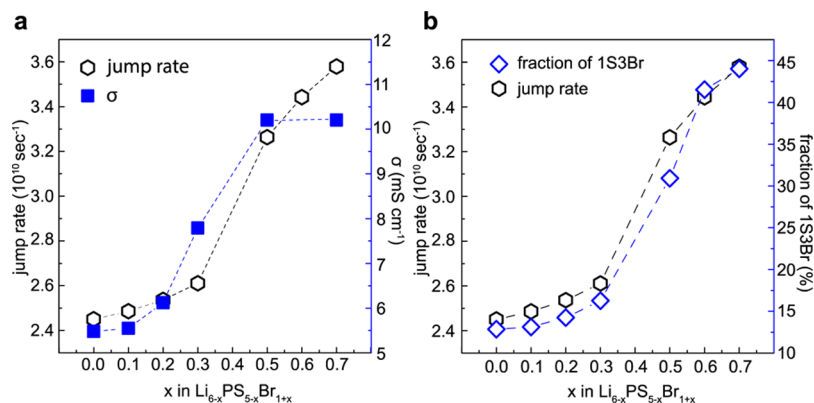 a
jump rate
σ
3.6
3.4
3.2
3.0
2.8
2.6
2.4
jump rate (10¹⁰ sec⁻¹)
12
11
10
9
8
7
6
5
σ (mS cm⁻¹)
0.0 0.1 0.2 0.3 0.5 0.6 0.7
x in Li₆₋ₓPS₅₋ₓBr₁₊ₓ
b
fraction of 1S3Br
jump rate
3.6
3.4
3.2
3.0
2.8
2.6
2.4
jump rate (10¹⁰ sec⁻¹)
45
40
35
30
25
20
15
10
fraction of 1S3Br (%)
0.0 0.1 0.2 0.3 0.5 0.6 0.7
x in Li₆₋ₓPS₅₋ₓBr₁₊ₓ